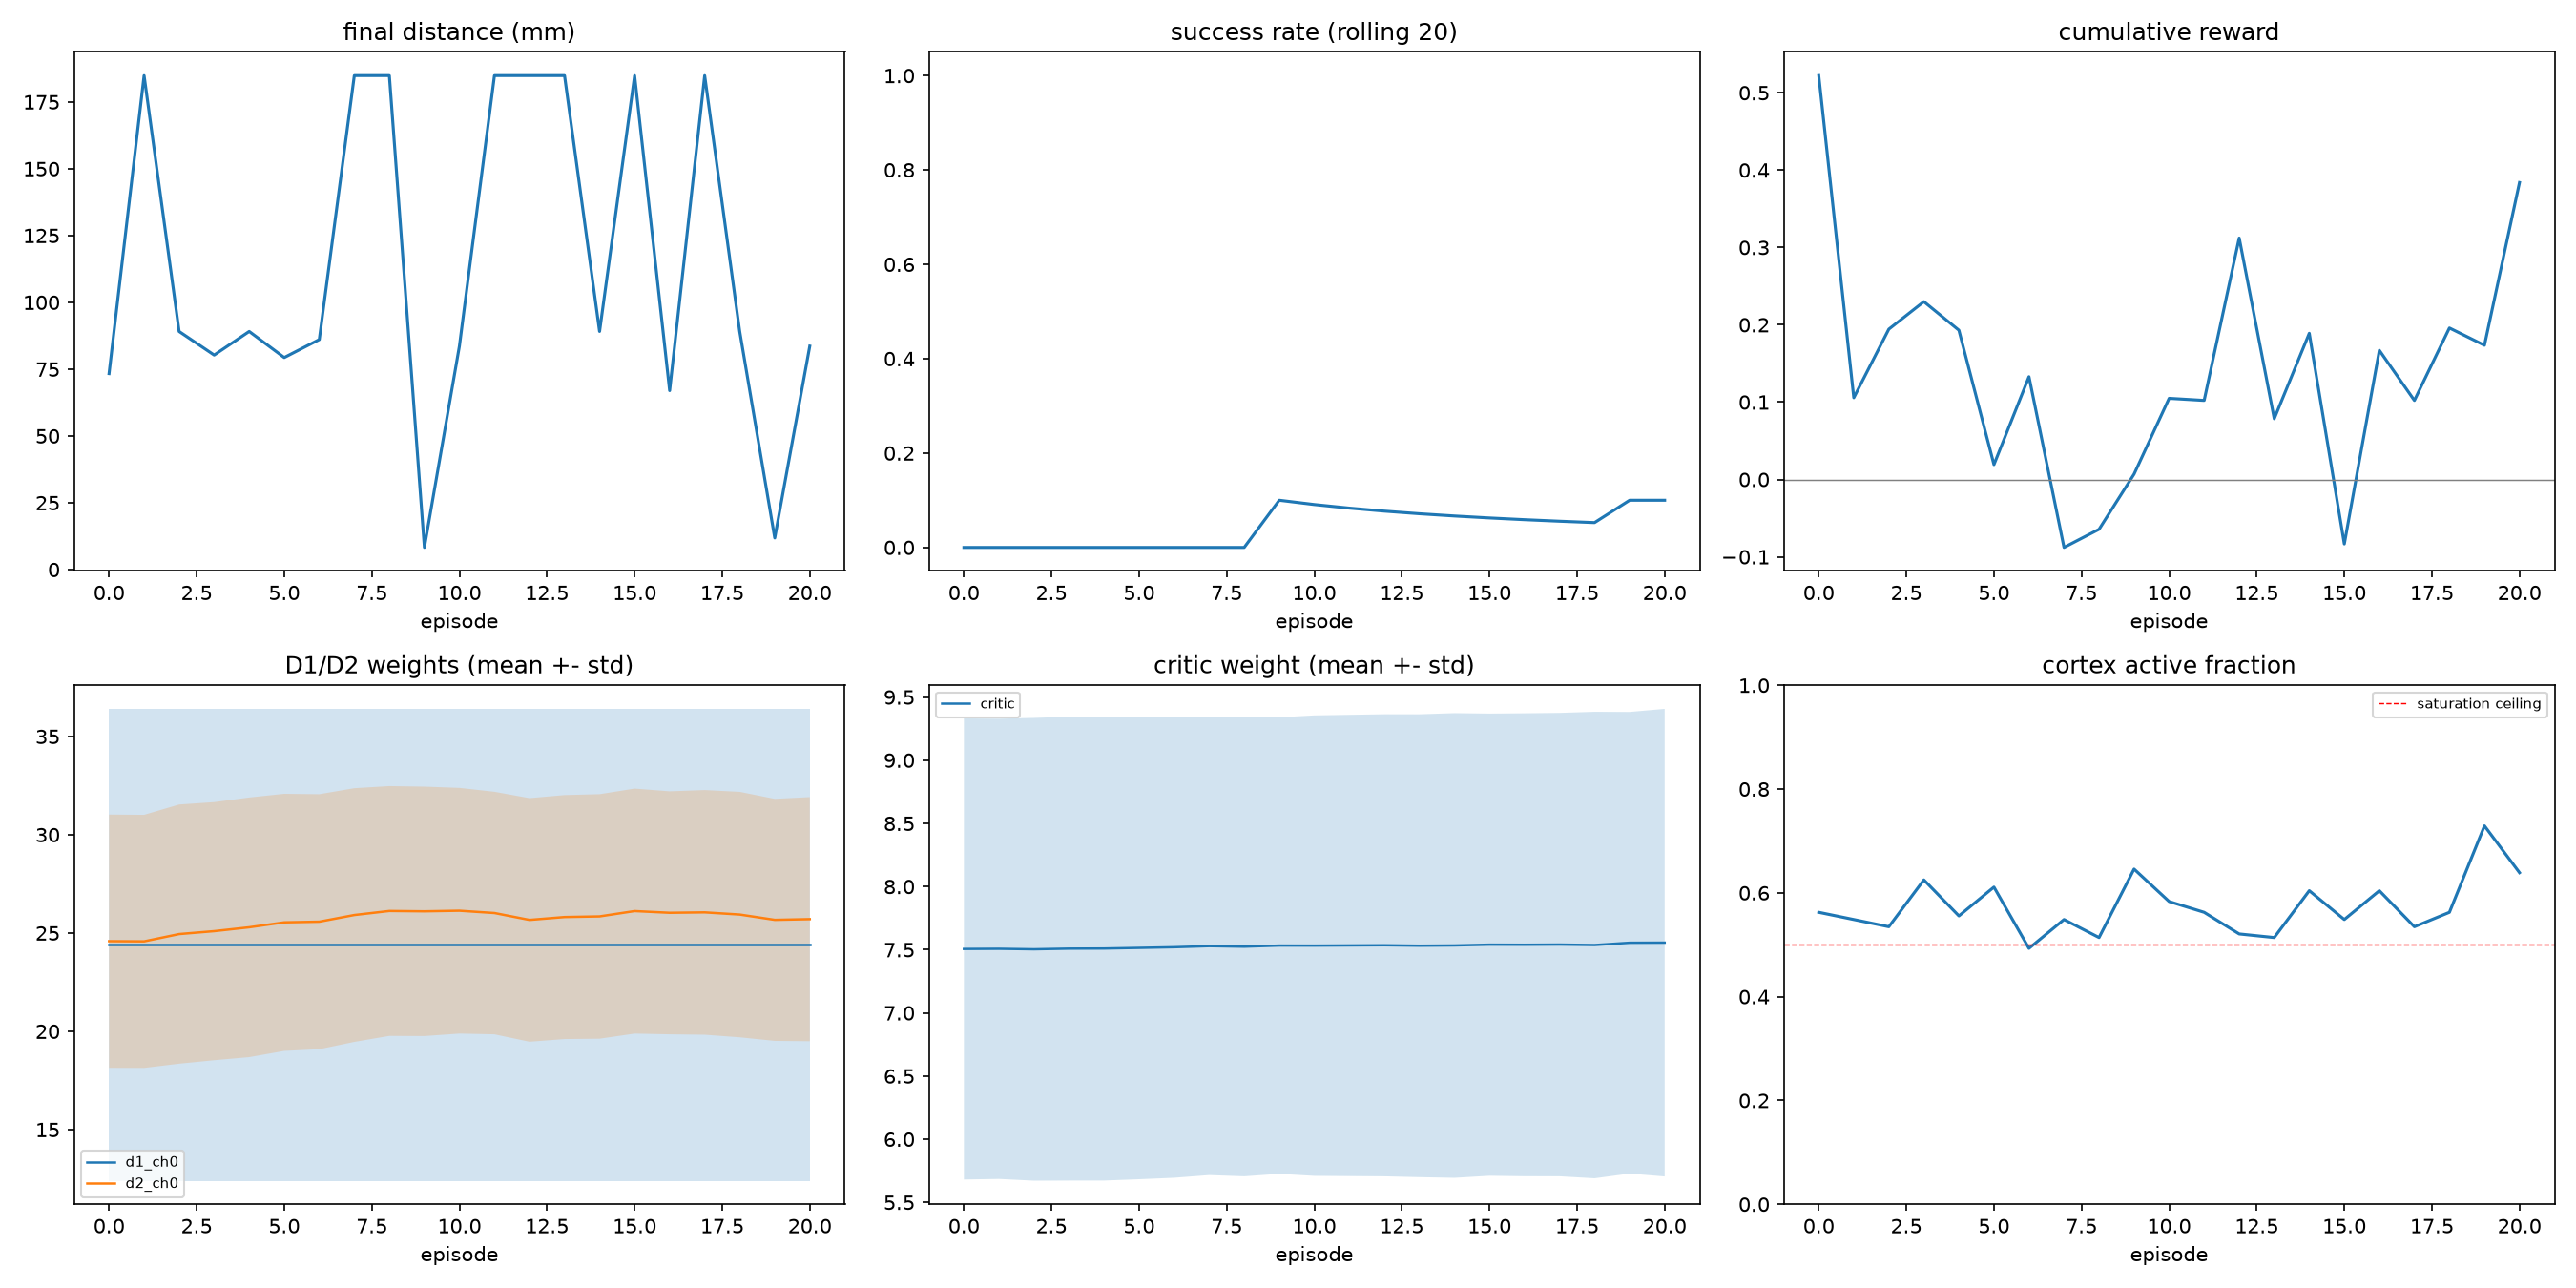 final distance (mm)
175
150
125
100
75
50
25
0
0.0 2.5 5.0 7.5 10.0 12.5 15.0 17.5 20.0
episode
success rate (rolling 20)
1.0
0.8
0.6
0.4
0.2
0.0
0.0 2.5 5.0 7.5 10.0 12.5 15.0 17.5 20.0
episode
cumulative reward
0.5
0.4
0.3
0.2
0.1
0.0
−0.1
0.0 2.5 5.0 7.5 10.0 12.5 15.0 17.5 20.0
episode
D1/D2 weights (mean +- std)
35
30
25
20
15
d1_ch0
d2_ch0
0.0 2.5 5.0 7.5 10.0 12.5 15.0 17.5 20.0
episode
critic weight (mean +- std)
critic
9.5
9.0
8.5
8.0
7.5
7.0
6.5
6.0
5.5
0.0 2.5 5.0 7.5 10.0 12.5 15.0 17.5 20.0
episode
cortex active fraction
saturation ceiling
1.0
0.8
0.6
0.4
0.2
0.0
0.0 2.5 5.0 7.5 10.0 12.5 15.0 17.5 20.0
episode